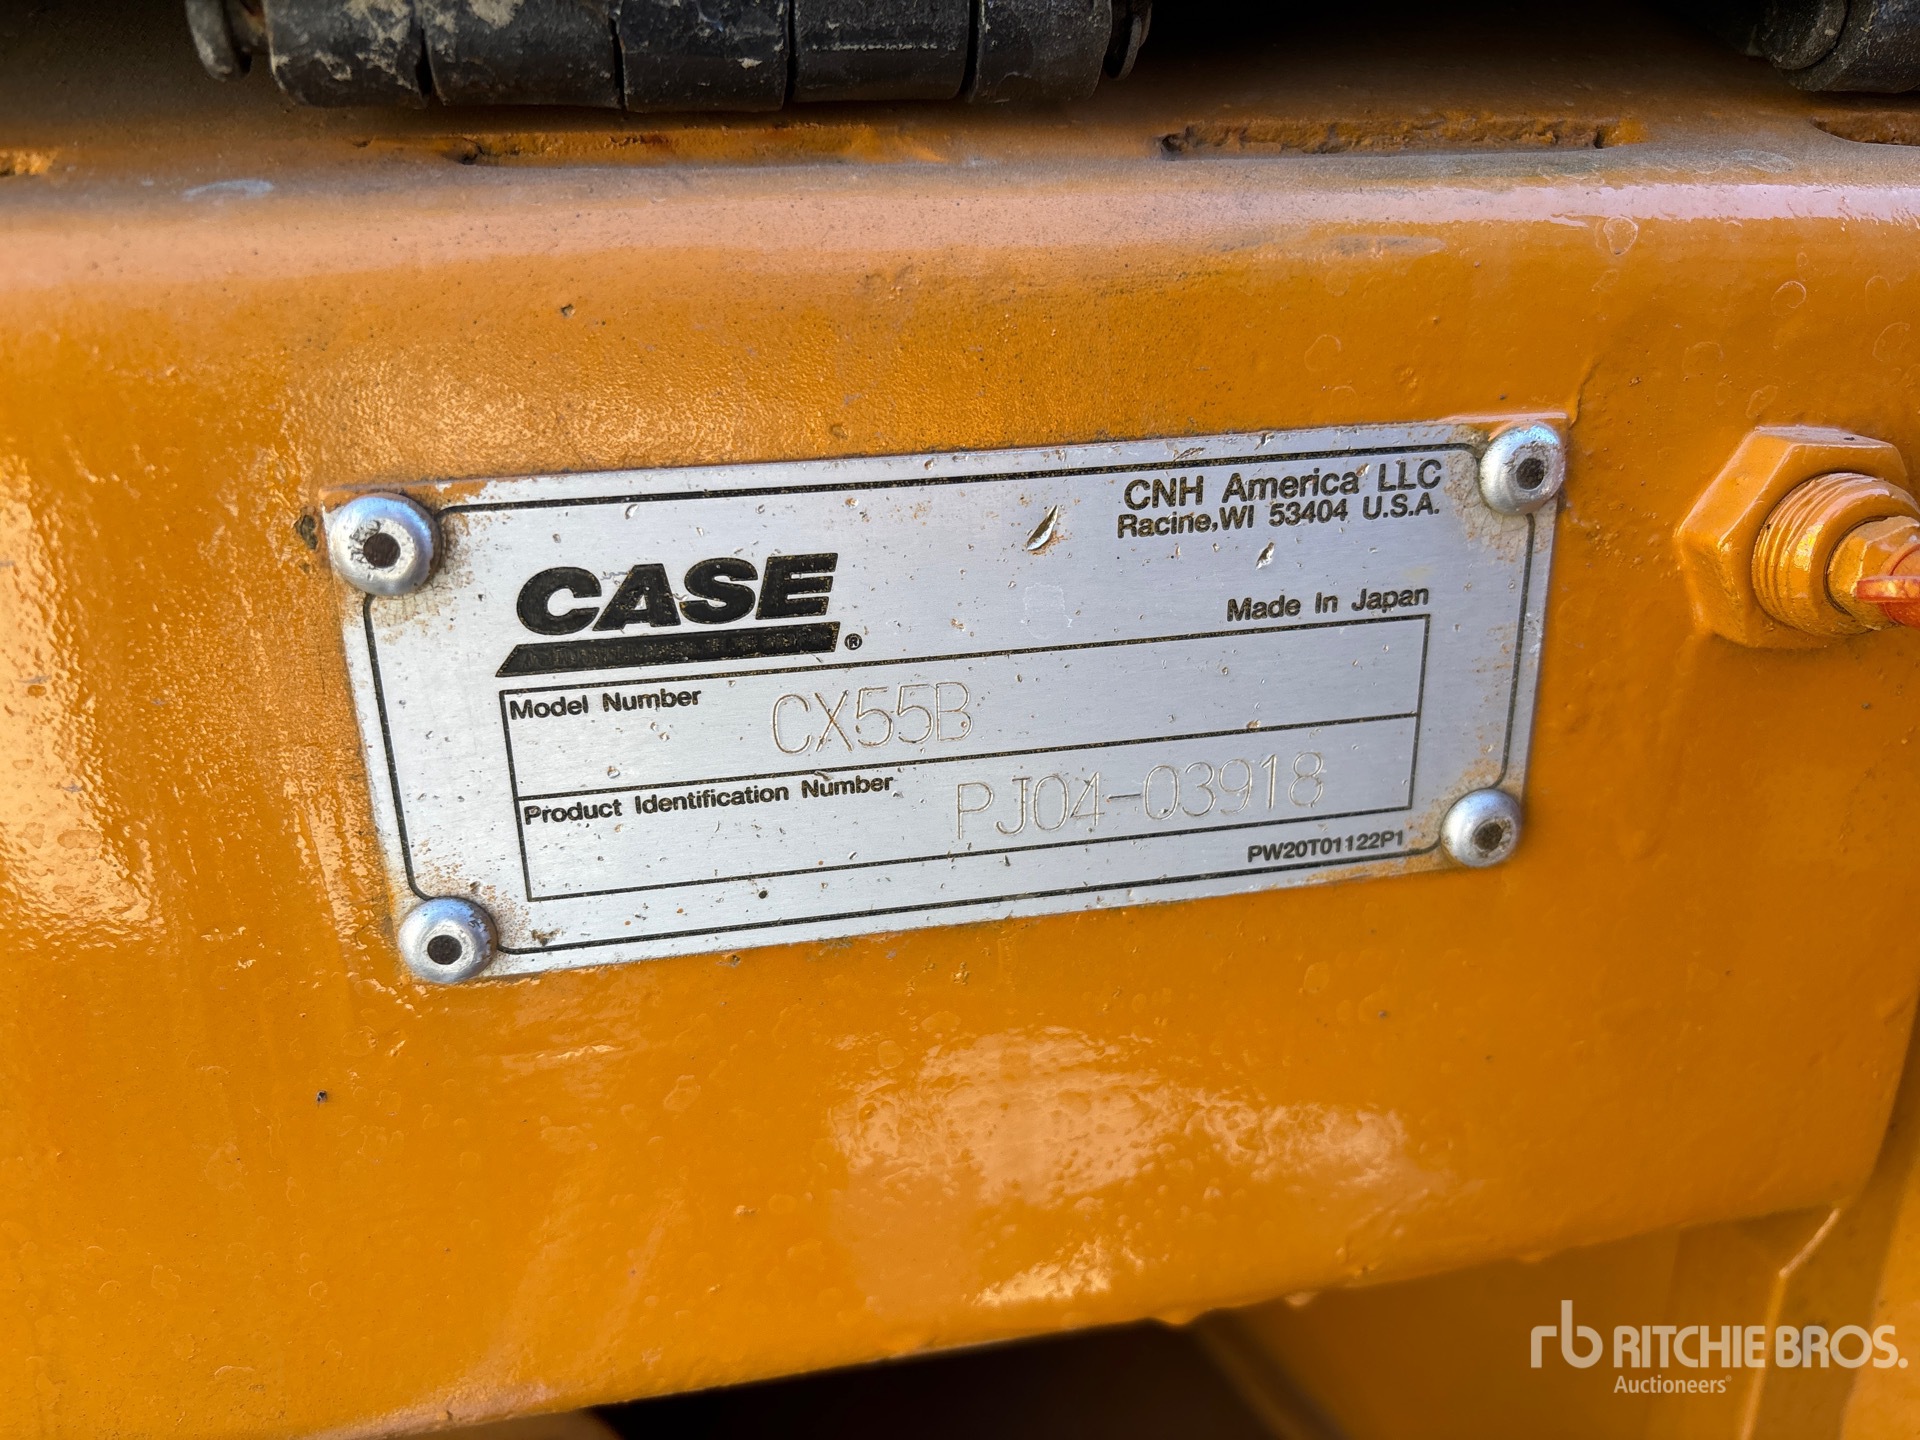 CNH America LLC
Racine,WI 53404 U.S.A.
CASE®
Made In Japan
Model Number CX55B
Product Identification Number PJ04-03918
PW20T01122P1
rb RITCHIE BROS.
Auctioneers